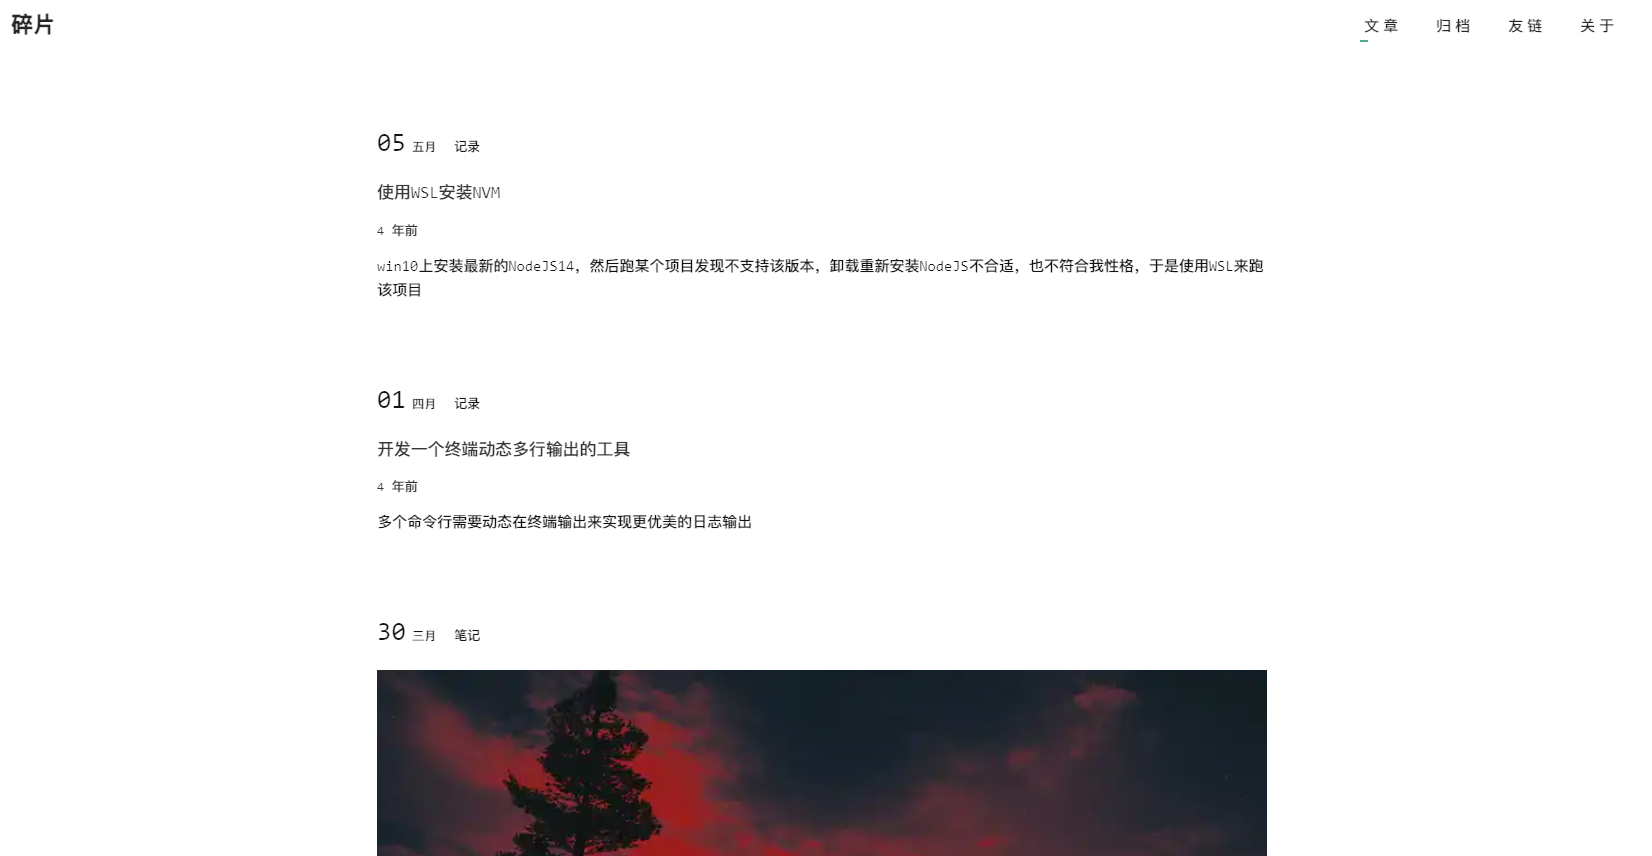 碎片
文章 归档 友链 关于
05 五月 记录
使用WSL安装NVM
4 年前
win10上安装最新的NodeJS14，然后跑某个项目发现不支持该版本，卸载重新安装NodeJS不合适，也不符合我性格，于是使用WSL来跑
该项目
01 四月 记录
开发一个终端动态多行输出的工具
4 年前
多个命令行需要动态在终端输出来实现更优美的日志输出
30 三月 笔记